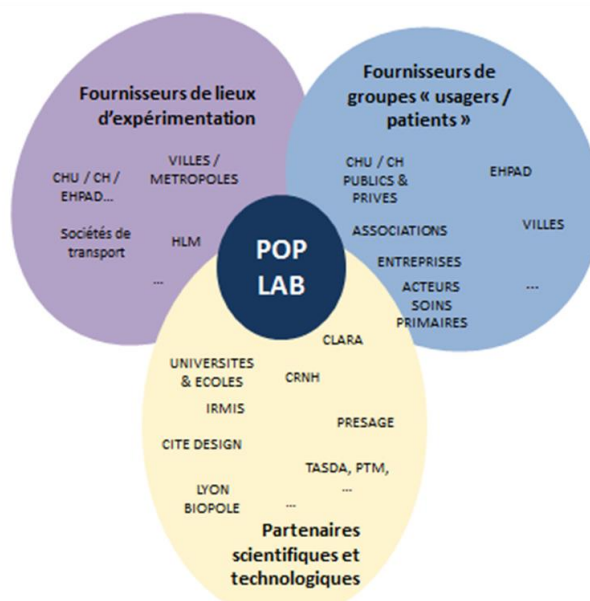 Fournisseurs de lieux
d'expérimentation
CHU / CH /
EHPAD...
VILLES /
METROPOLES
Sociétés de
transport
HLM
...
Fournisseurs de
groupes « usagers /
patients »
CHU / CH
PUBLICS &
PRIVES
EHPAD
ASSOCIATIONS
VILLES
ENTREPRISES
ACTEURS
SOINS
PRIMAIRES
...
POP
LAB
CLARA
UNIVERSITES
& ECOLES
CRNH
IRMIS
PRESAGE
CITE DESIGN
TASDA, PTM,
...
LYON
BIOPOLE
...
Partenaires
scientifiques et
technologiques